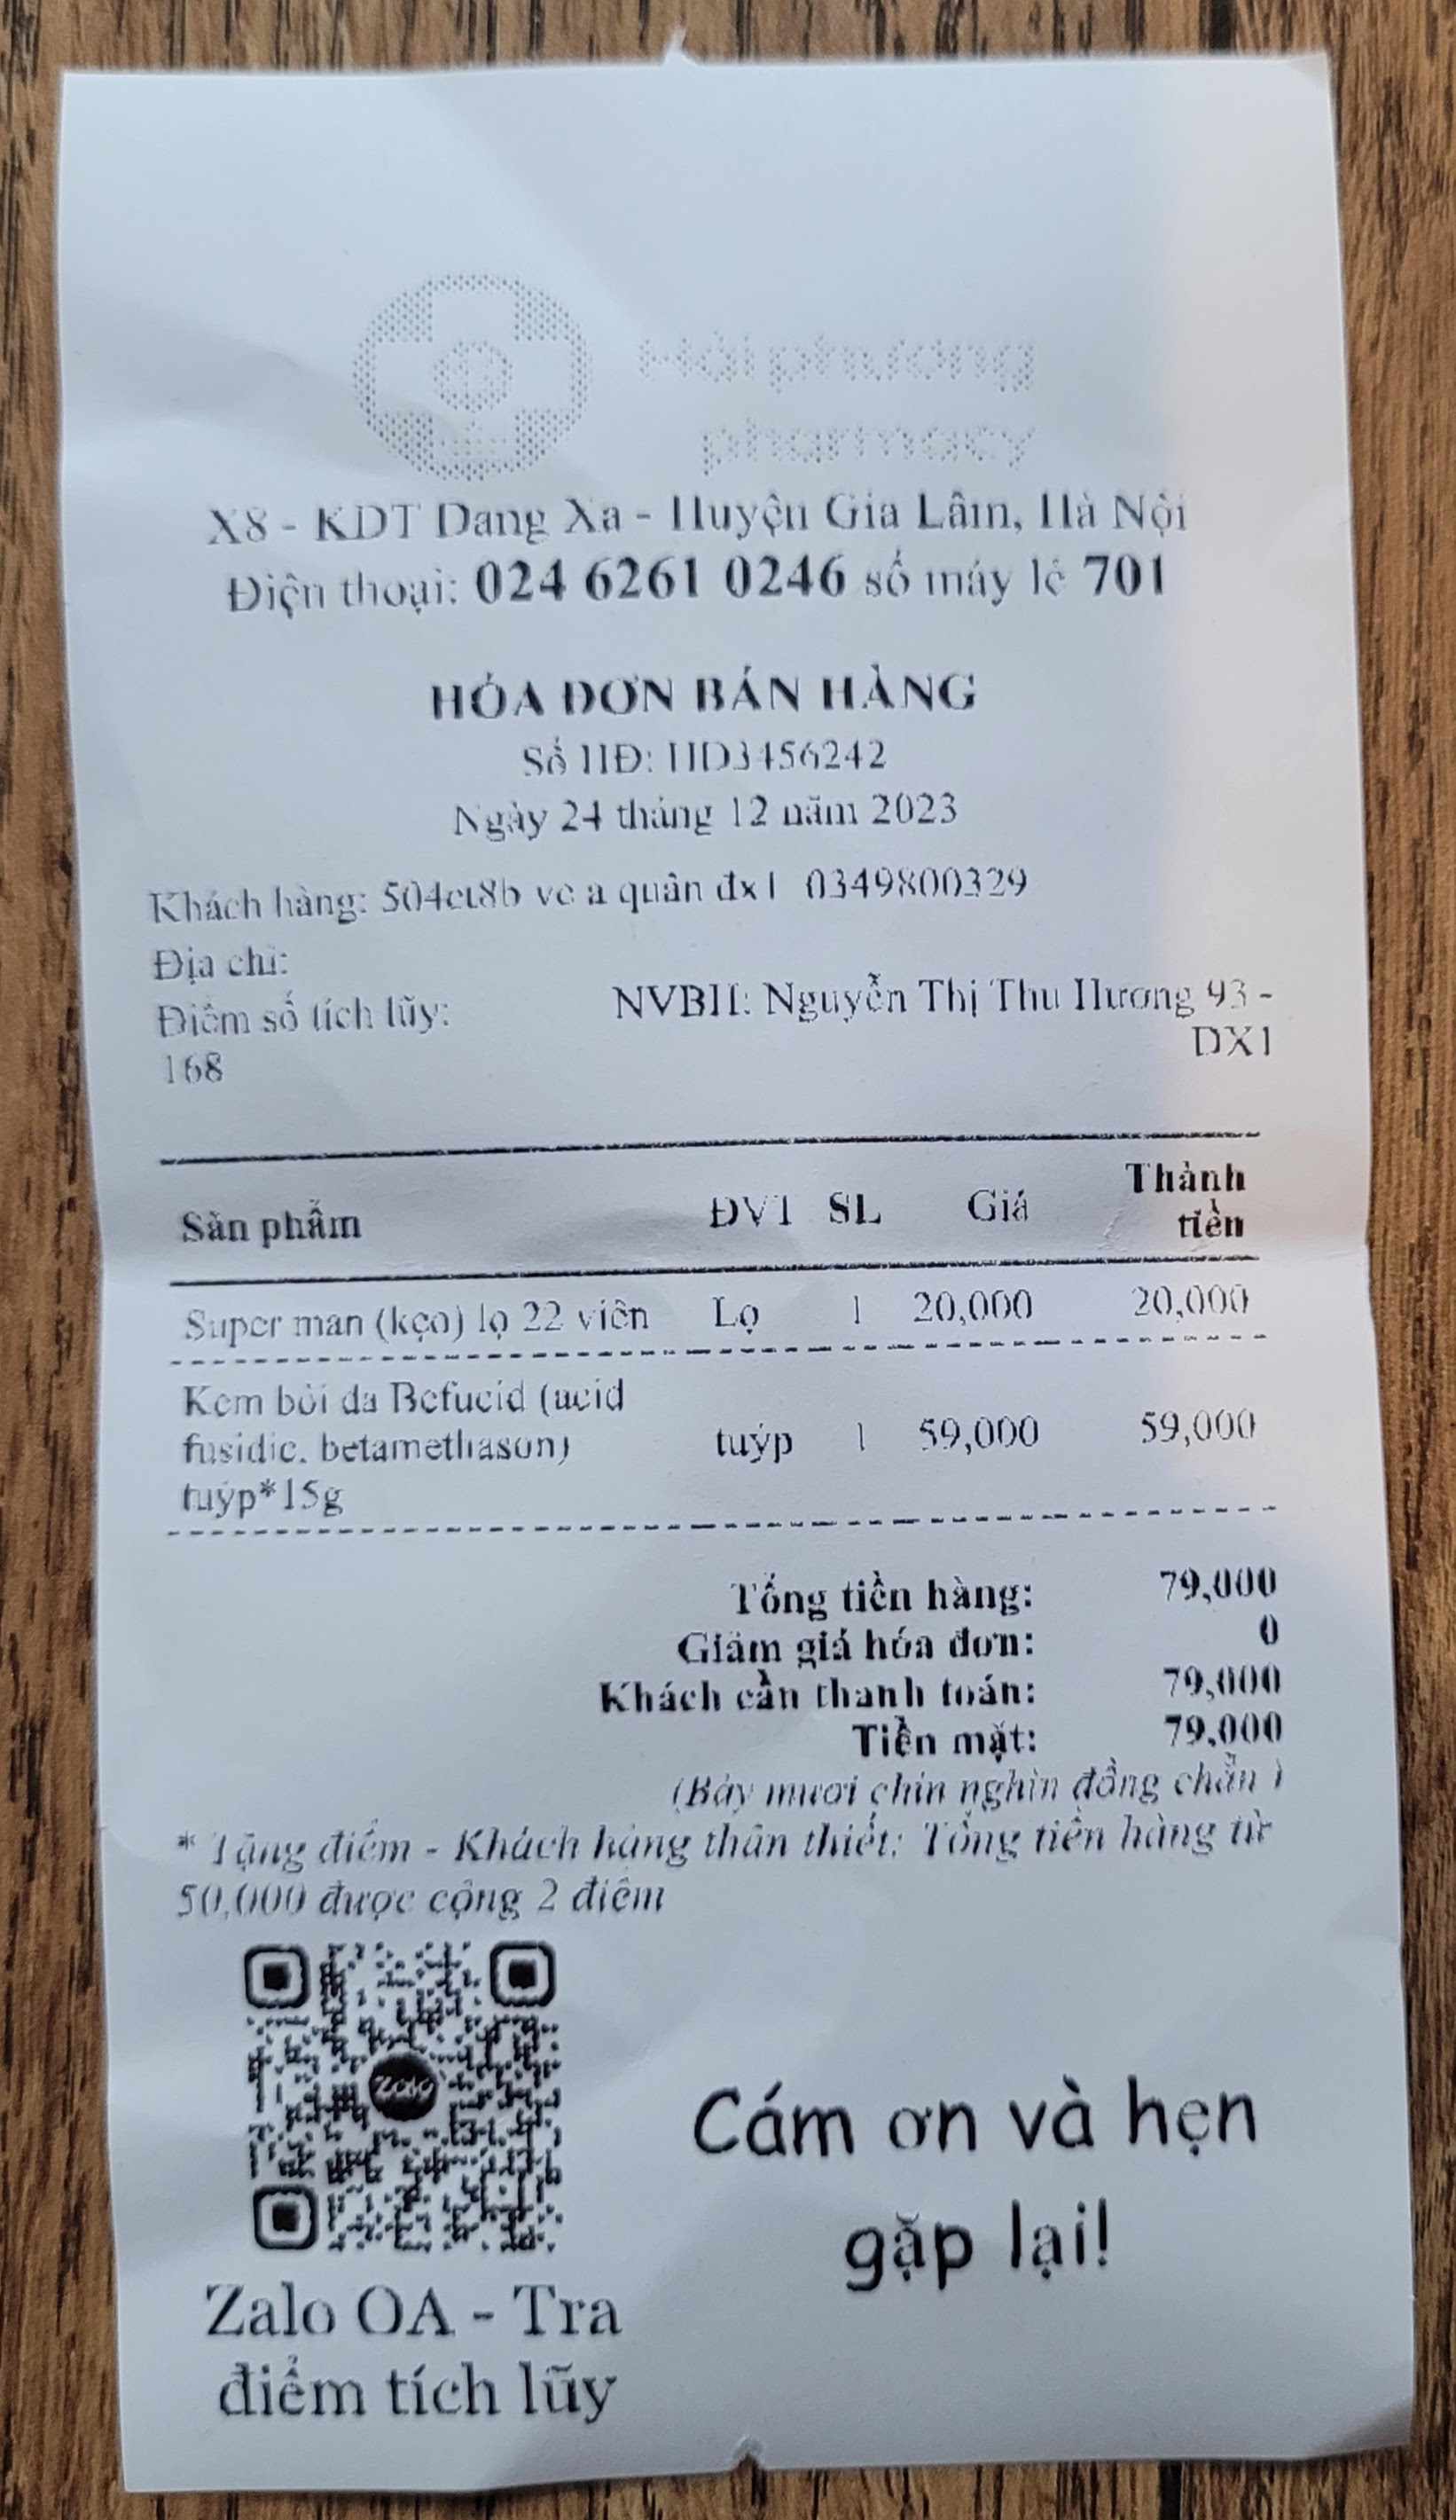 Hải phương
pharmacy
X8 - KDT Dang Xa - Huyện Gia Lâm, Hà Nội
Điện thoại: 024 6261 0246 số máy lẻ 701
HÓA ĐƠN BÁN HÀNG
Số HĐ: HD3456242
Ngày 24 tháng 12 năm 2023
Khách hàng: 504ct8b vc a quân đx1 0349800329
Địa chỉ:
Điểm số tích lũy: 168
NVBH: Nguyễn Thị Thu Hương 93 - DX1
Sản phẩm ĐVT SL Giá Thành tiền
Super man (kẹo) lọ 22 viên Lọ 1 20,000 20,000
Kem bôi da Befucid (acid
fusidic, betamethason) tuýp 1 59,000 59,000
tuýp*15g
Tổng tiền hàng: 79,000
Giảm giá hóa đơn: 0
Khách cần thanh toán: 79,000
Tiền mặt: 79,000
(Bảy mươi chín nghìn đồng chẵn )
* Tặng điểm - Khách hàng thân thiết: Tổng tiền hàng từ
50,000 được cộng 2 điểm
Zalo
Cám ơn và hẹn
gặp lại!
Zalo OA - Tra
điểm tích lũy